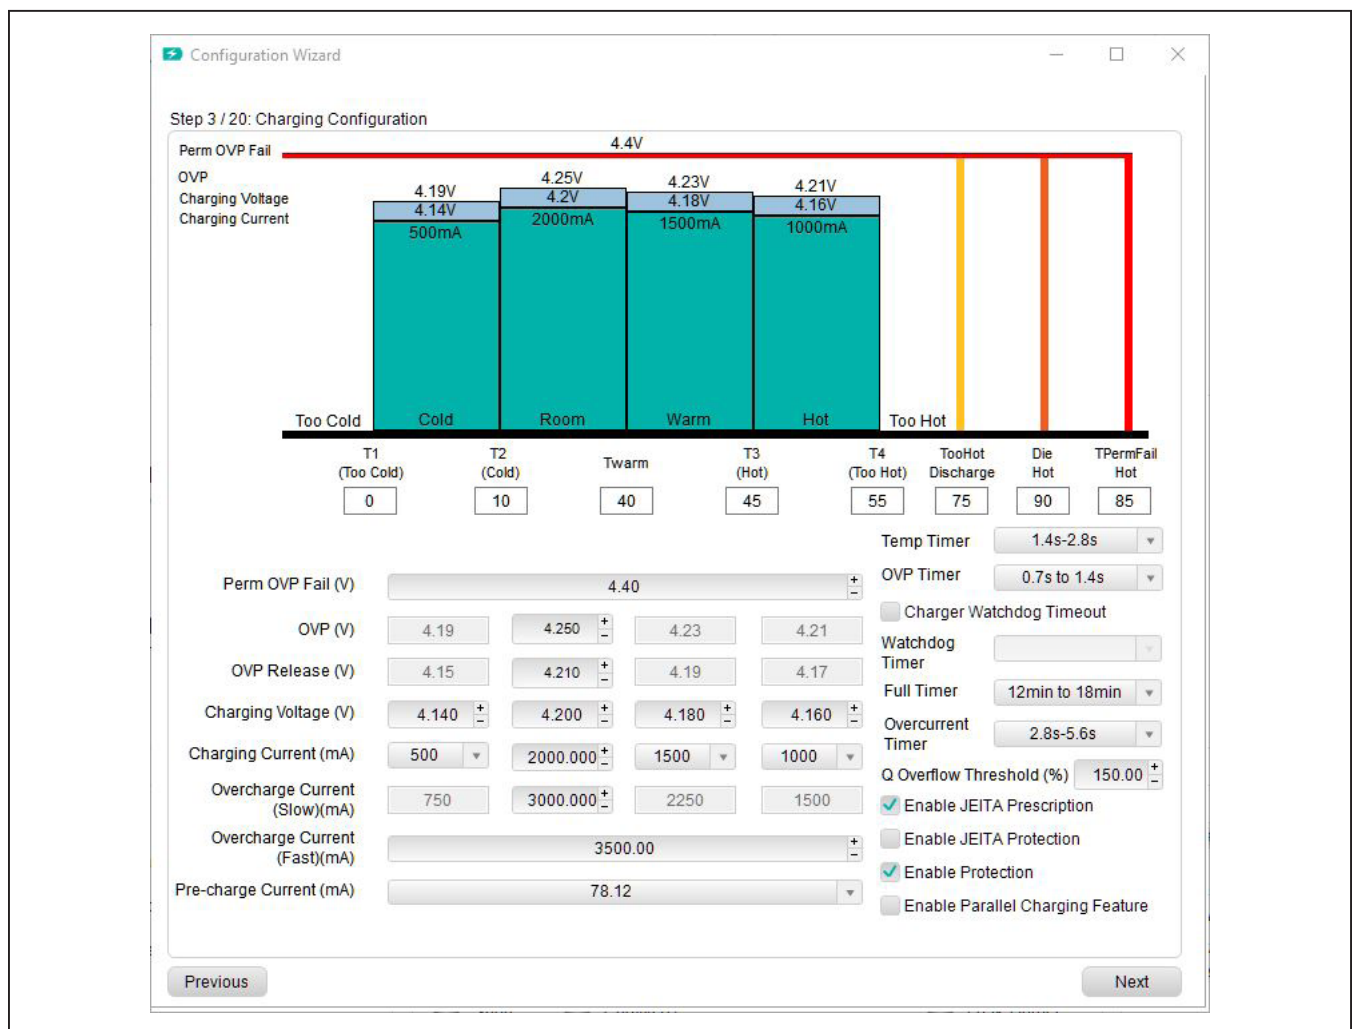 Configuration Wizard
Step 3 / 20: Charging Configuration
Perm OVP Fail
4.4V
OVP
4.19V 4.25V 4.23V 4.21V
Charging Voltage
4.14V 4.2V 4.18V 4.16V
Charging Current
500mA 2000mA 1500mA 1000mA
Too Cold Cold Room Warm Hot Too Hot
T1 T2 Twarm T3 T4 TooHot Die TPermFail
(Too Cold) (Cold) (Hot) (Too Hot) Discharge Hot Hot
0 10 40 45 55 75 90 85
Temp Timer 1.4s-2.8s
Perm OVP Fail (V) 4.40 + −
OVP Timer 0.7s to 1.4s
Charger Watchdog Timeout
OVP (V) 4.19 4.250 + − 4.23 4.21
Watchdog
Timer
OVP Release (V) 4.15 4.210 + − 4.19 4.17
Full Timer 12min to 18min
Charging Voltage (V) 4.140 + − 4.200 + − 4.180 + − 4.160 + −
Overcurrent
Timer 2.8s-5.6s
Charging Current (mA) 500 2000.000 + − 1500 1000
Q Overflow Threshold (%) 150.00 + −
Overcharge Current
(Slow)(mA) 750 3000.000 + − 2250 1500
Enable JEITA Prescription
Overcharge Current
(Fast)(mA) 3500.00 + −
Enable JEITA Protection
Enable Protection
Pre-charge Current (mA) 78.12
Enable Parallel Charging Feature
Previous Next